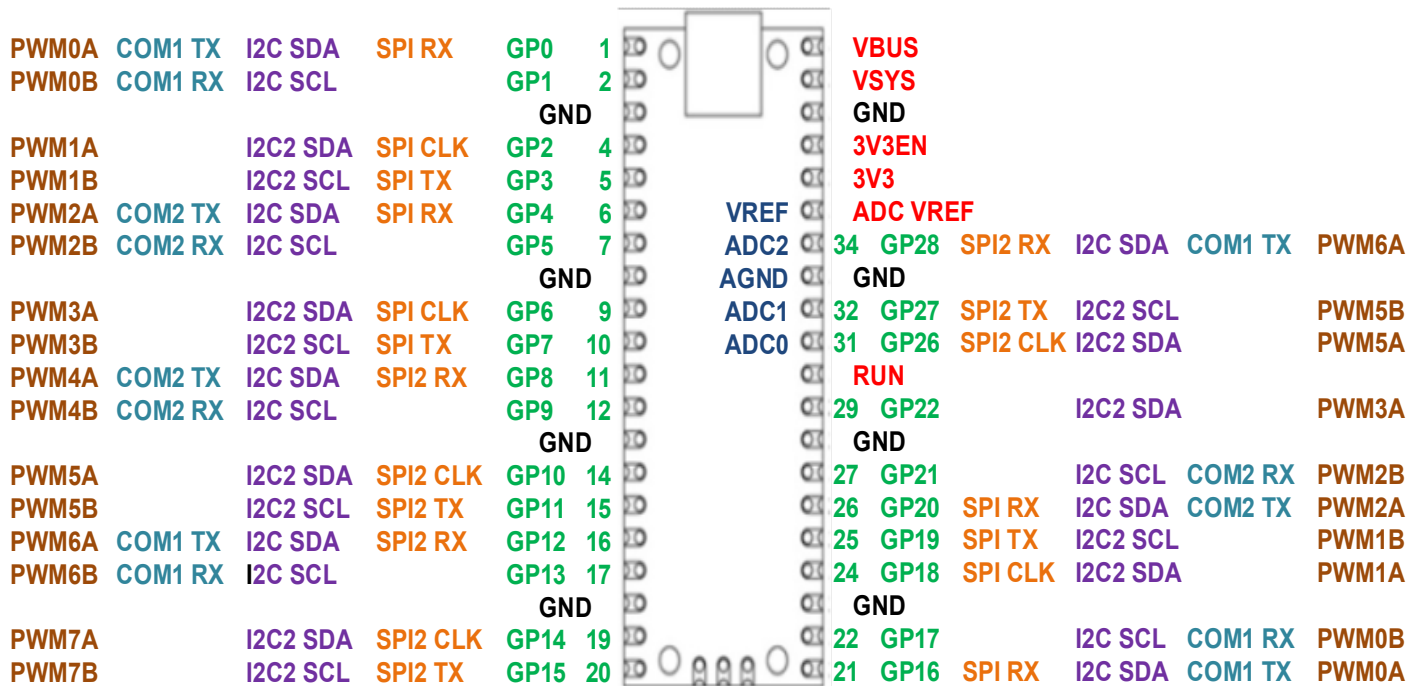 PWM0A COM1 TX I2C SDA SPI RX GP0 1 VBUS
PWM0B COM1 RX I2C SCL GP1 2 VSYS
GND GND
PWM1A I2C2 SDA SPI CLK GP2 4 3V3EN
PWM1B I2C2 SCL SPI TX GP3 5 3V3
PWM2A COM2 TX I2C SDA SPI RX GP4 6 VREF ADC VREF
PWM2B COM2 RX I2C SCL GP5 7 ADC2 34 GP28 SPI2 RX I2C SDA COM1 TX PWM6A
GND AGND GND
PWM3A I2C2 SDA SPI CLK GP6 9 ADC1 32 GP27 SPI2 TX I2C2 SCL PWM5B
PWM3B I2C2 SCL SPI TX GP7 10 ADC0 31 GP26 SPI2 CLK I2C2 SDA PWM5A
PWM4A COM2 TX I2C SDA SPI2 RX GP8 11 RUN
PWM4B COM2 RX I2C SCL GP9 12 29 GP22 I2C2 SDA PWM3A
GND GND
PWM5A I2C2 SDA SPI2 CLK GP10 14 27 GP21 I2C SCL COM2 RX PWM2B
PWM5B I2C2 SCL SPI2 TX GP11 15 26 GP20 SPI RX I2C SDA COM2 TX PWM2A
PWM6A COM1 TX I2C SDA SPI2 RX GP12 16 25 GP19 SPI TX I2C2 SCL PWM1B
PWM6B COM1 RX I2C SCL GP13 17 24 GP18 SPI CLK I2C2 SDA PWM1A
GND GND
PWM7A I2C2 SDA SPI2 CLK GP14 19 22 GP17 I2C SCL COM1 RX PWM0B
PWM7B I2C2 SCL SPI2 TX GP15 20 21 GP16 SPI RX I2C SDA COM1 TX PWM0A